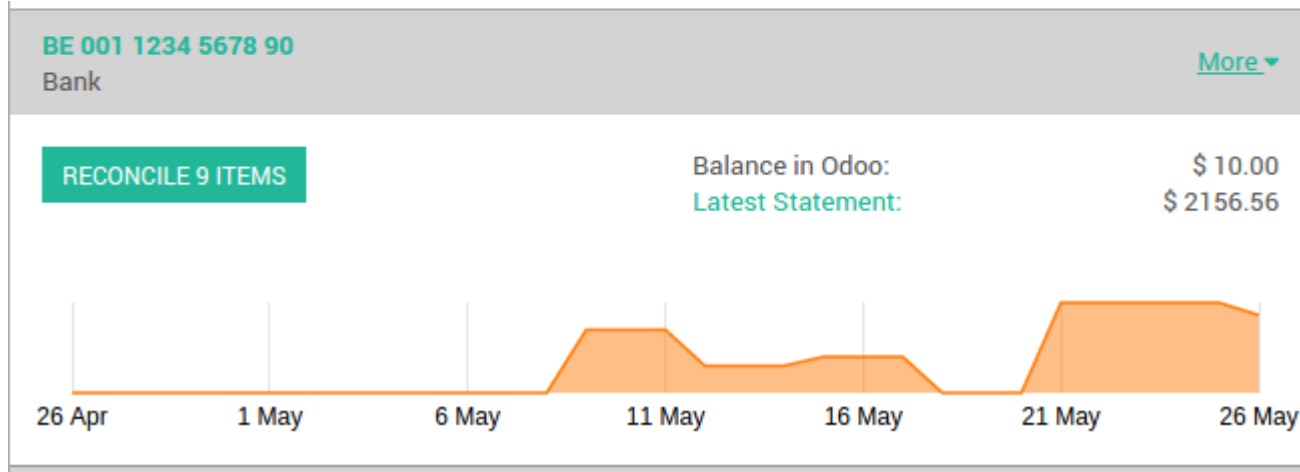 BE 001 1234 5678 90
Bank
More
RECONCILE 9 ITEMS
Balance in Odoo: $ 10.00
Latest Statement: $ 2156.56
26 Apr 1 May 6 May 11 May 16 May 21 May 26 May